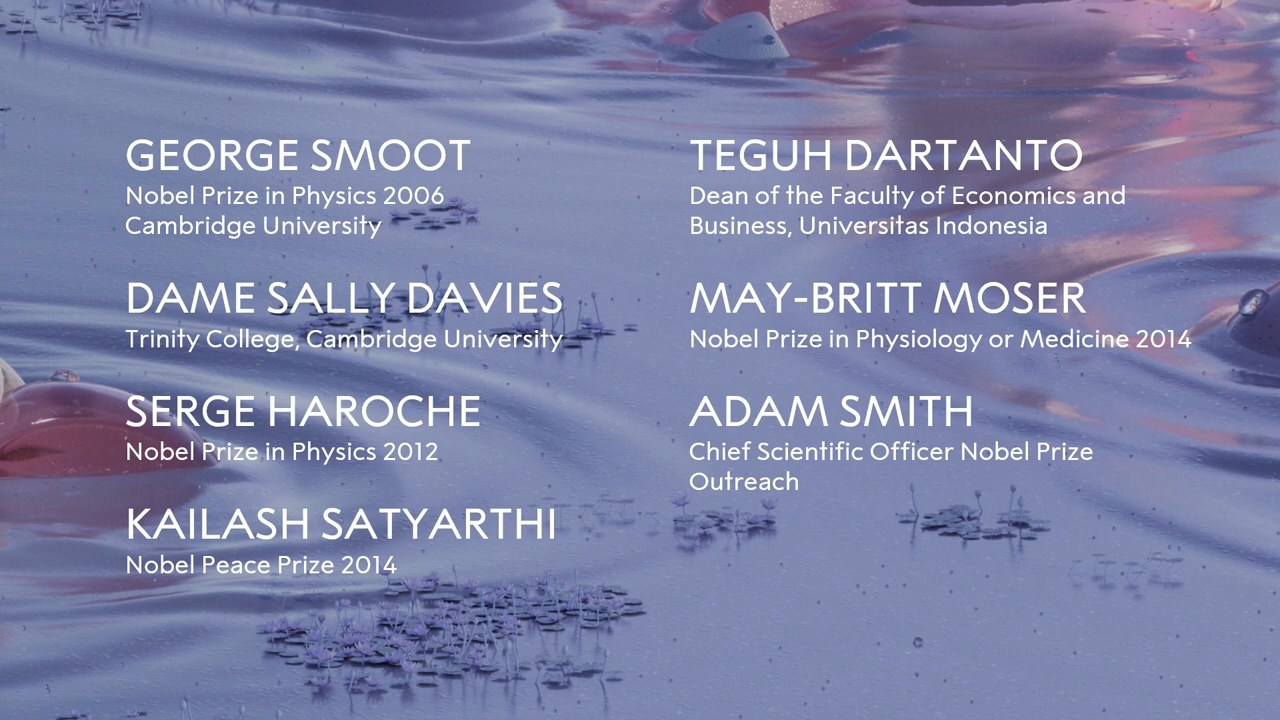 GEORGE SMOOT
Nobel Prize in Physics 2006
Cambridge University
DAME SALLY DAVIES
Trinity College, Cambridge University
SERGE HAROCHE
Nobel Prize in Physics 2012
KAILASH SATYARTHI
Nobel Peace Prize 2014
TEGUH DARTANTO
Dean of the Faculty of Economics and
Business, Universitas Indonesia
MAY-BRITT MOSER
Nobel Prize in Physiology or Medicine 2014
ADAM SMITH
Chief Scientific Officer Nobel Prize
Outreach